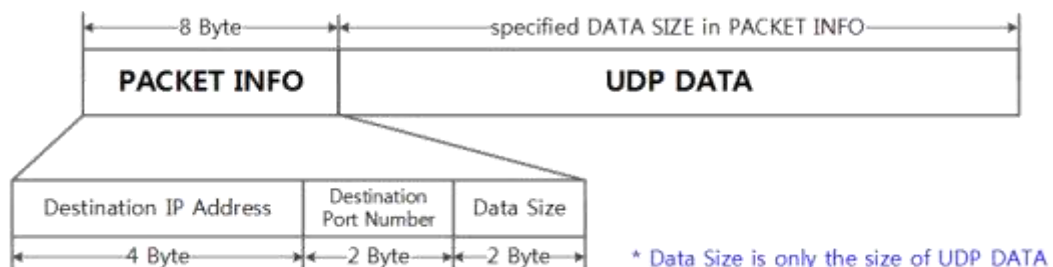 8 Byte specified DATA SIZE in PACKET INFO
PACKET INFO UDP DATA
Destination IP Address Destination Port Number Data Size
4 Byte 2 Byte 2 Byte * Data Size is only the size of UDP DATA